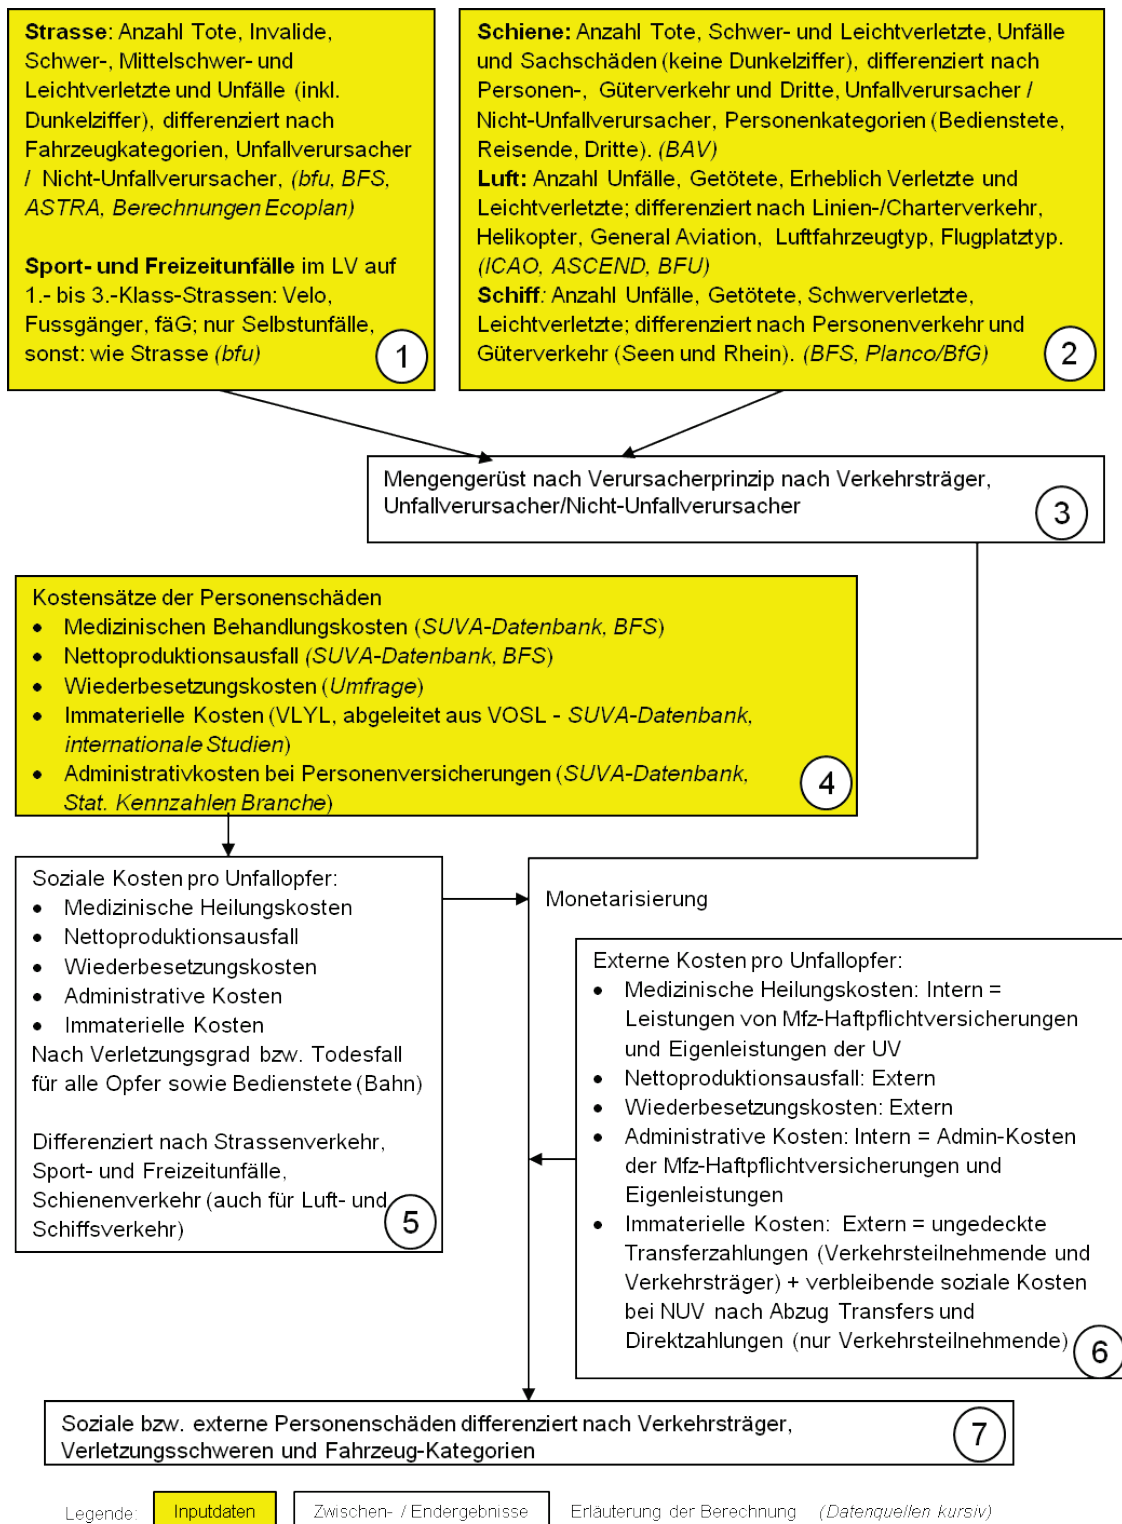 Strasse: Anzahl Tote, Invalide,
Schwer-, Mittelschwer- und
Leichtverletzte und Unfälle (inkl.
Dunkelziffer), differenziert nach
Fahrzeugkategorien, Unfallverursacher
/ Nicht-Unfallverursacher, (bfu, BFS,
ASTRA, Berechnungen Ecoplan)
Sport- und Freizeitunfälle im LV auf
1.- bis 3.-Klass-Strassen: Velo,
Fussgänger, fäG; nur Selbstunfälle,
sonst: wie Strasse (bfu)
1
Schiene: Anzahl Tote, Schwer- und Leichtverletzte, Unfälle
und Sachschäden (keine Dunkelziffer), differenziert nach
Personen-, Güterverkehr und Dritte, Unfallverursacher /
Nicht-Unfallverursacher, Personenkategorien (Bedienstete,
Reisende, Dritte). (BAV)
Luft: Anzahl Unfälle, Getötete, Erheblich Verletzte und
Leichtverletzte; differenziert nach Linien-/Charterverkehr,
Helikopter, General Aviation, Luftfahrzeugtyp, Flugplatztyp.
(ICAO, ASCEND, BFU)
Schiff: Anzahl Unfälle, Getötete, Schwerverletzte,
Leichtverletzte; differenziert nach Personenverkehr und
Güterverkehr (Seen und Rhein). (BFS, Planco/BfG)
2
Mengengerüst nach Verursacherprinzip nach Verkehrsträger,
Unfallverursacher/Nicht-Unfallverursacher
3
Kostensätze der Personenschäden
• Medizinischen Behandlungskosten (SUVA-Datenbank, BFS)
• Nettoproduktionsausfall (SUVA-Datenbank, BFS)
• Wiederbesetzungskosten (Umfrage)
• Immaterielle Kosten (VLYL, abgeleitet aus VOSL - SUVA-Datenbank,
internationale Studien)
• Administrativkosten bei Personenversicherungen (SUVA-Datenbank,
Stat. Kennzahlen Branche)
4
Soziale Kosten pro Unfallopfer:
• Medizinische Heilungskosten
• Nettoproduktionsausfall
• Wiederbesetzungskosten
• Administrative Kosten
• Immaterielle Kosten
Nach Verletzungsgrad bzw. Todesfall
für alle Opfer sowie Bedienstete (Bahn)
Differenziert nach Strassenverkehr,
Sport- und Freizeitunfälle,
Schienenverkehr (auch für Luft- und
Schiffsverkehr)
5
Monetarisierung
Externe Kosten pro Unfallopfer:
• Medizinische Heilungskosten: Intern =
Leistungen von Mfz-Haftpflichtversicherungen
und Eigenleistungen der UV
• Nettoproduktionsausfall: Extern
• Wiederbesetzungskosten: Extern
• Administrative Kosten: Intern = Admin-Kosten
der Mfz-Haftpflichtversicherungen und
Eigenleistungen
• Immaterielle Kosten: Extern = ungedeckte
Transferzahlungen (Verkehrsteilnehmende und
Verkehrsträger) + verbleibende soziale Kosten
bei NUV nach Abzug Transfers und
Direktzahlungen (nur Verkehrsteilnehmende)
6
Soziale bzw. externe Personenschäden differenziert nach Verkehrsträger,
Verletzungsschweren und Fahrzeug-Kategorien
7
Legende: Inputdaten Zwischen- / Endergebnisse Erläuterung der Berechnung (Datenquellen kursiv)